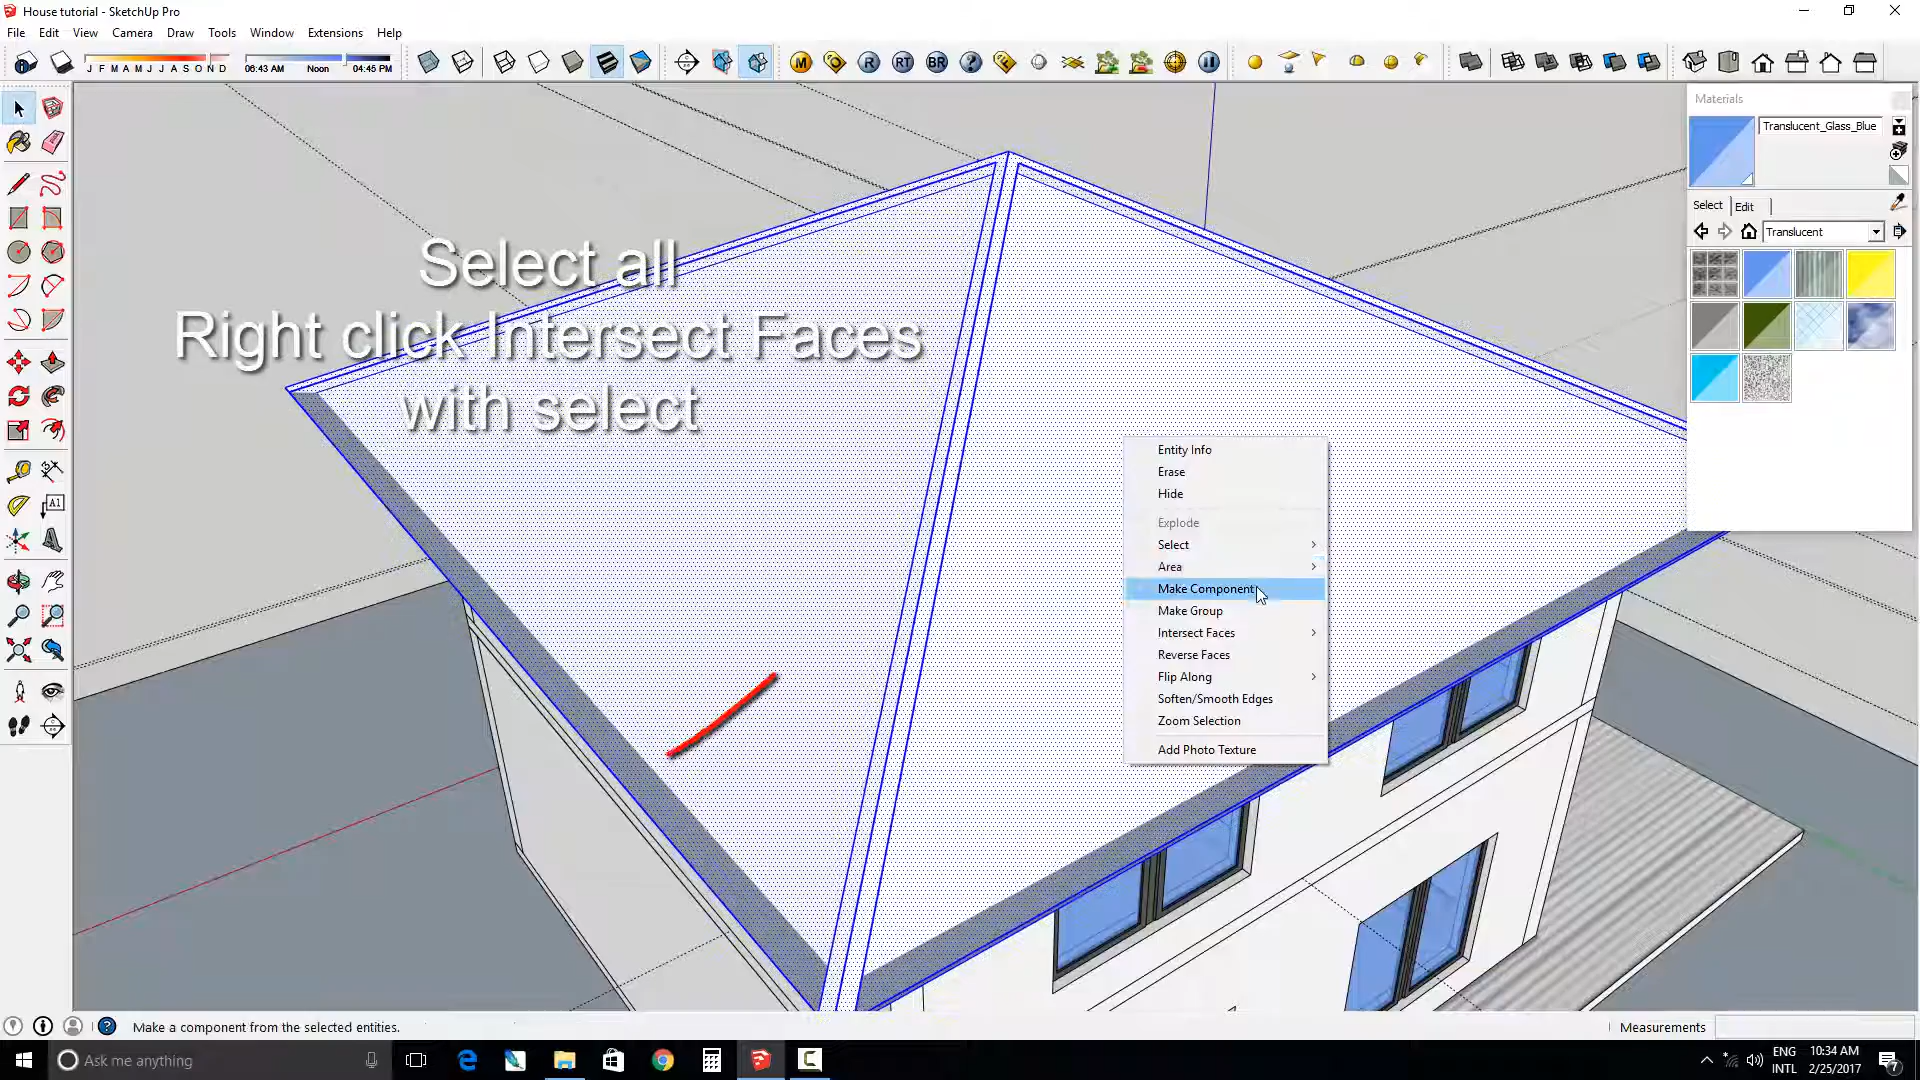 House tutorial - SketchUp Pro
File Edit View Camera Draw Tools Window Extensions Help
J F M A M J J A S O N D
06:43 AM Noon 04:45 PM
M R RT BR
Materials
Translucent_Glass_Blue
Select Edit
Translucent
Select all
Right click Intersect Faces
with select
A1
Entity Info
Erase
Hide
Explode
Select
Area
Make Component
Make Group
Intersect Faces
Reverse Faces
Flip Along
Soften/Smooth Edges
Zoom Selection
Add Photo Texture
Make a component from the selected entities.
Measurements
Ask me anything
ENG
INTL
10:34 AM
2/25/2017
7